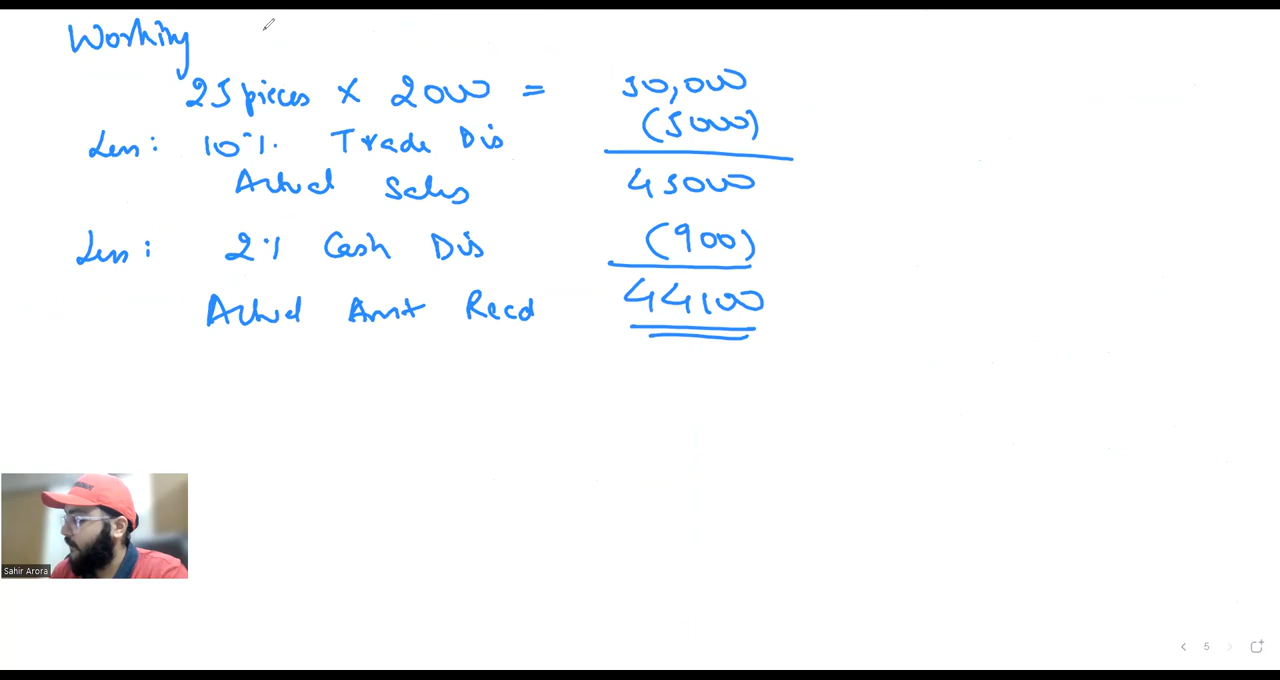 Working
25 pieces × 2000 = 50,000
Less: 10%. Trade Dis (5000)
Actual Sales 45000
Less: 2% Cash Dis (900)
Actual Amt Recd 44100
Sahir Arora
5